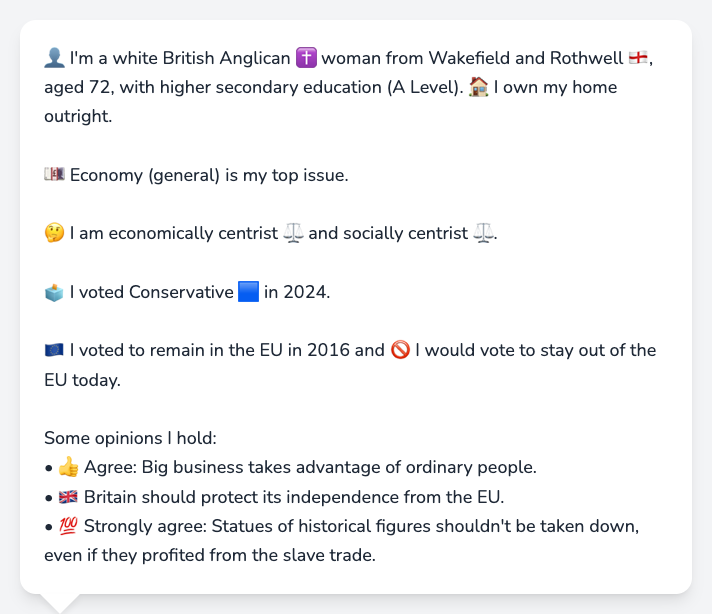 👤 I'm a white British Anglican ✝️ woman from Wakefield and Rothwell 🏴󠁧󠁢󠁥󠁮󠁧󠁿,
aged 72, with higher secondary education (A Level). 🏠 I own my home
outright.
💷 Economy (general) is my top issue.
🤔 I am economically centrist ⚖️ and socially centrist ⚖️.
🗳️ I voted Conservative 🟦 in 2024.
🇪🇺 I voted to remain in the EU in 2016 and 🚫 I would vote to stay out of the
EU today.
Some opinions I hold:
• 👍 Agree: Big business takes advantage of ordinary people.
• 🇬🇧 Britain should protect its independence from the EU.
• 💯 Strongly agree: Statues of historical figures shouldn't be taken down,
even if they profited from the slave trade.